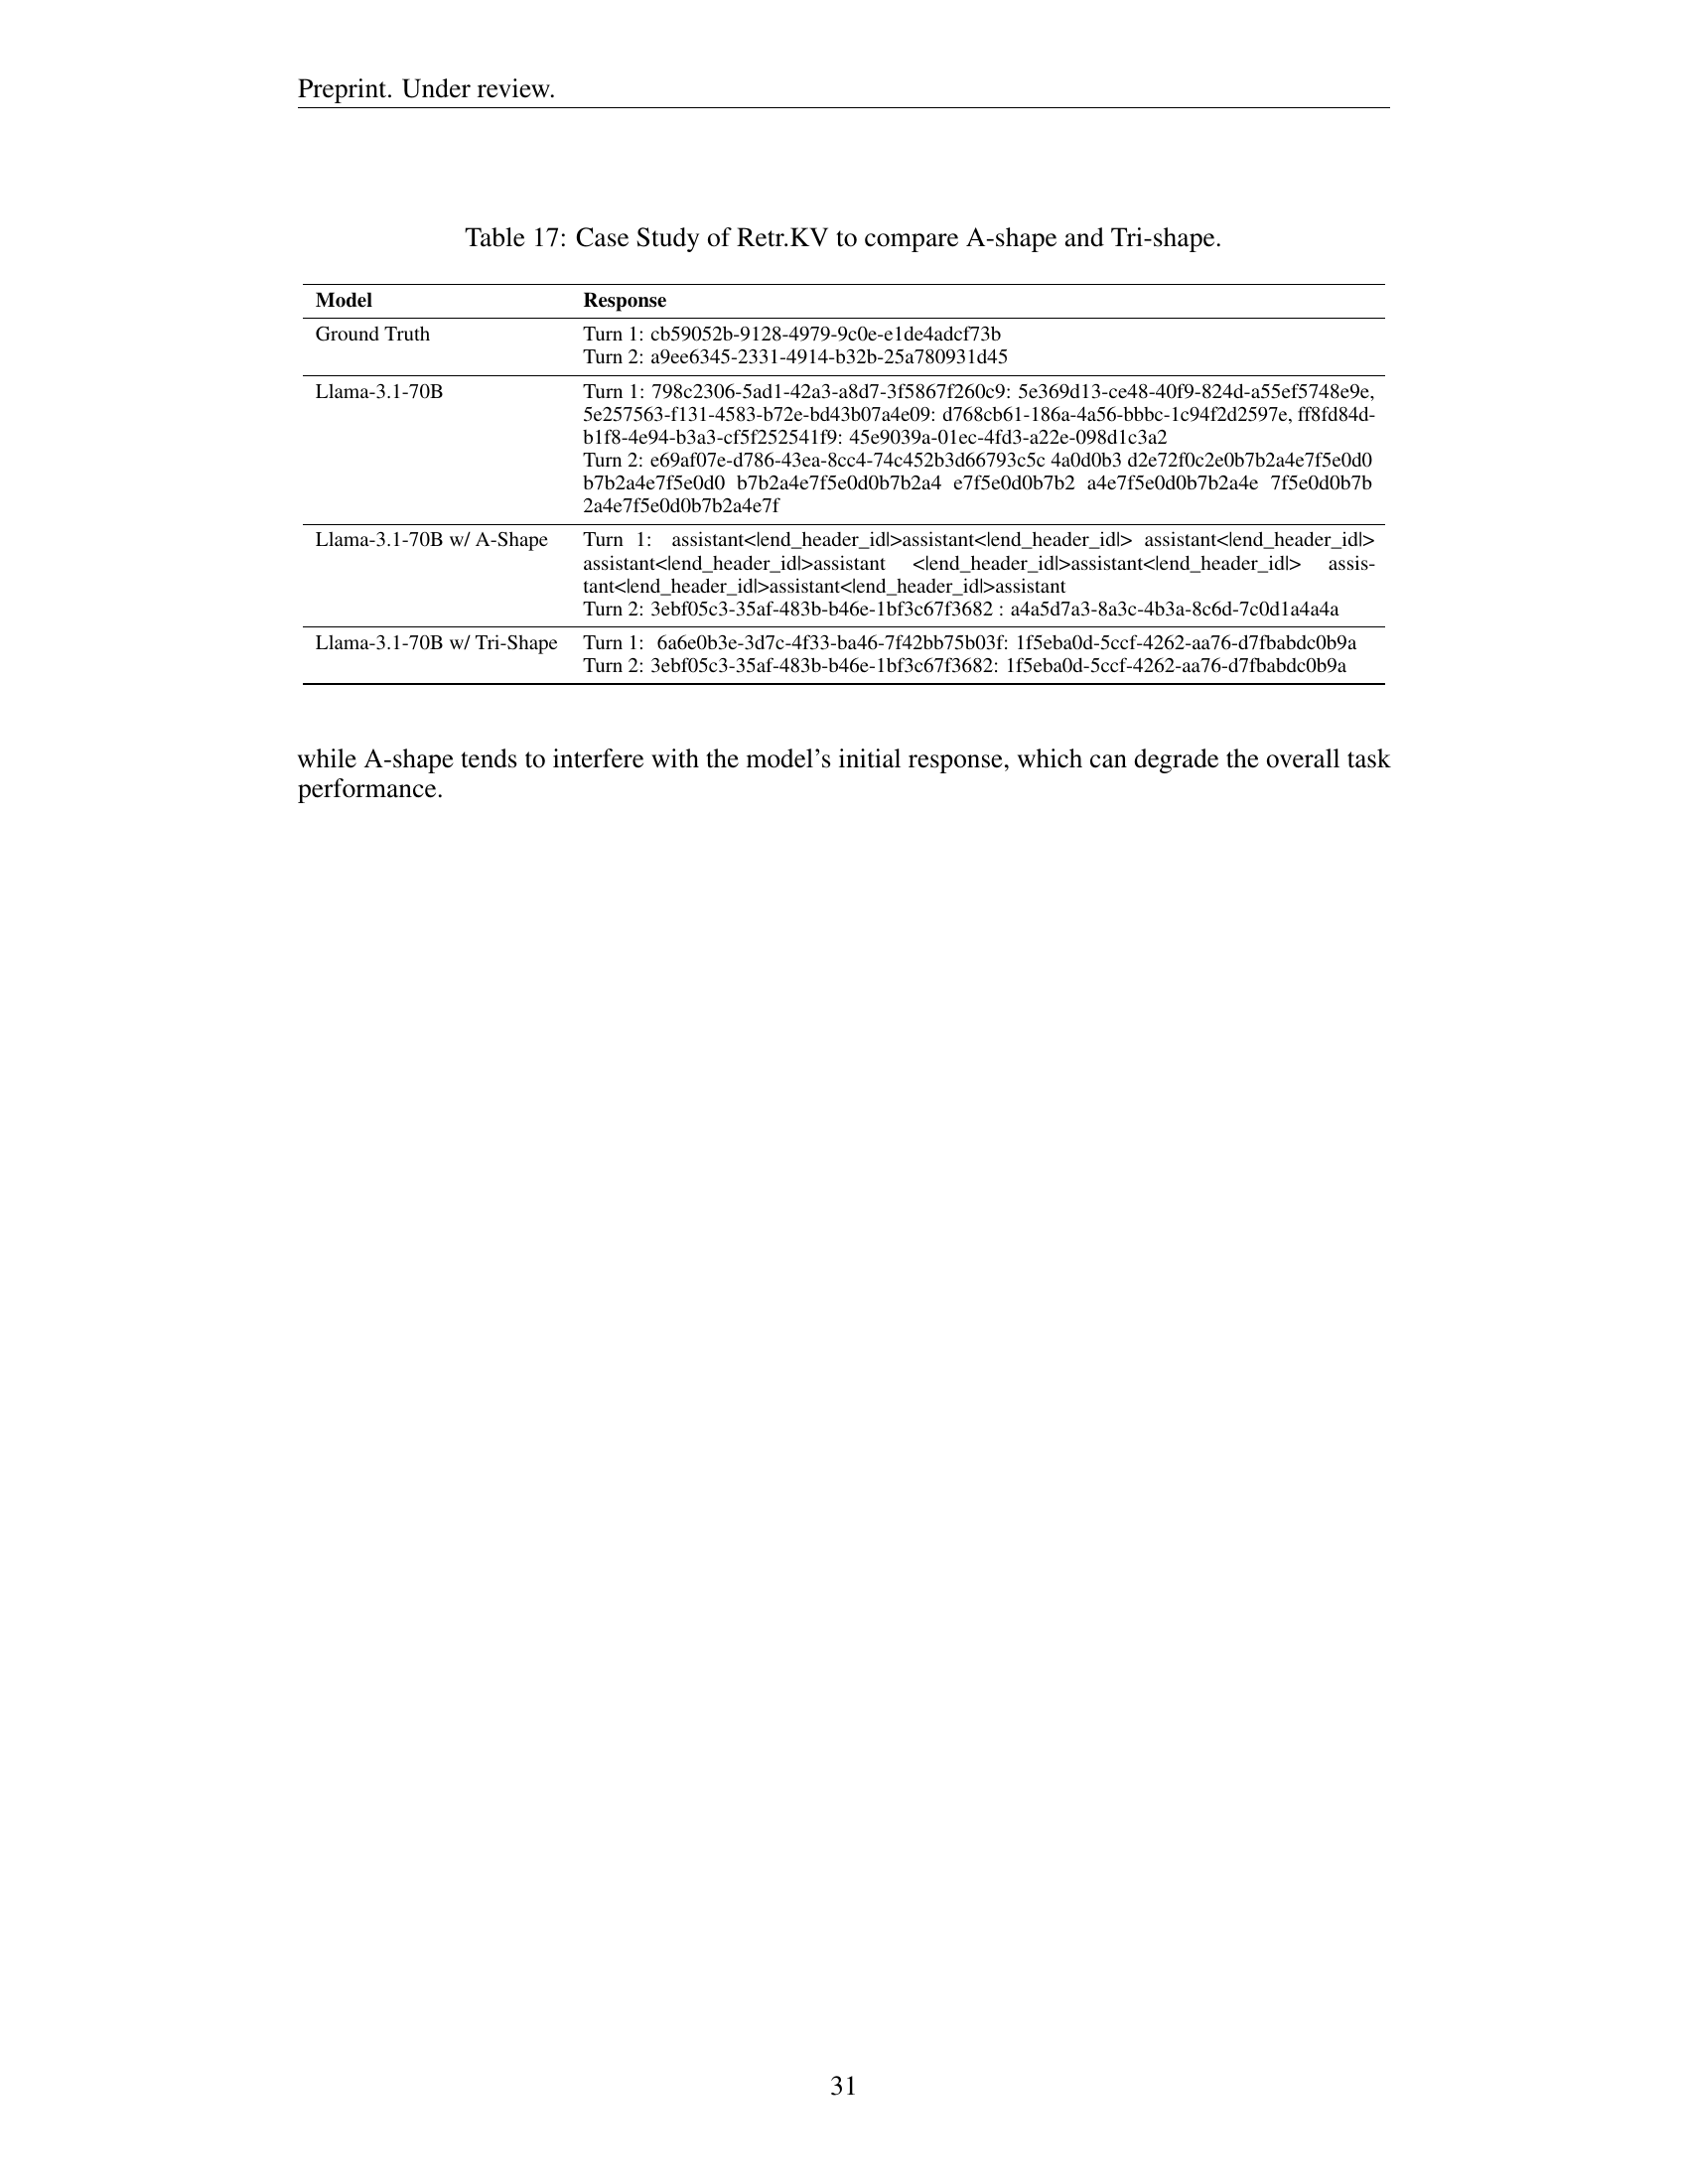 Preprint. Under review.
Table 17: Case Study of Retr.KV to compare A-shape and Tri-shape.
Model Response
Ground Truth Turn 1: cb59052b-9128-4979-9c0e-e1de4adcf73b
Turn 2: a9ee6345-2331-4914-b32b-25a780931d45
Llama-3.1-70B Turn 1: 798c2306-5ad1-42a3-a8d7-3f5867f260c9: 5e369d13-ce48-40f9-824d-a55ef5748e9e,
5e257563-f131-4583-b72e-bd43b07a4e09: d768cb61-186a-4a56-bbbc-1c94f2d2597e, ff8fd84d-
b1f8-4e94-b3a3-cf5f252541f9: 45e9039a-01ec-4fd3-a22e-098d1c3a2
Turn 2: e69af07e-d786-43ea-8cc4-74c452b3d66793c5c 4a0d0b3 d2e72f0c2e0b7b2a4e7f5e0d0
b7b2a4e7f5e0d0 b7b2a4e7f5e0d0b7b2a4 e7f5e0d0b7b2 a4e7f5e0d0b7b2a4e 7f5e0d0b7b
2a4e7f5e0d0b7b2a4e7f
Llama-3.1-70B w/ A-Shape Turn 1: assistant<|end_header_id|>assistant<|end_header_id|> assistant<|end_header_id|>
assistant<|end_header_id|>assistant <|end_header_id|>assistant<|end_header_id|> assis-
tant<|end_header_id|>assistant<|end_header_id|>assistant
Turn 2: 3ebf05c3-35af-483b-b46e-1bf3c67f3682 : a4a5d7a3-8a3c-4b3a-8c6d-7c0d1a4a4a
Llama-3.1-70B w/ Tri-Shape Turn 1: 6a6e0b3e-3d7c-4f33-ba46-7f42bb75b03f: 1f5eba0d-5ccf-4262-aa76-d7fbabdc0b9a
Turn 2: 3ebf05c3-35af-483b-b46e-1bf3c67f3682: 1f5eba0d-5ccf-4262-aa76-d7fbabdc0b9a
while A-shape tends to interfere with the model's initial response, which can degrade the overall task
performance.
31